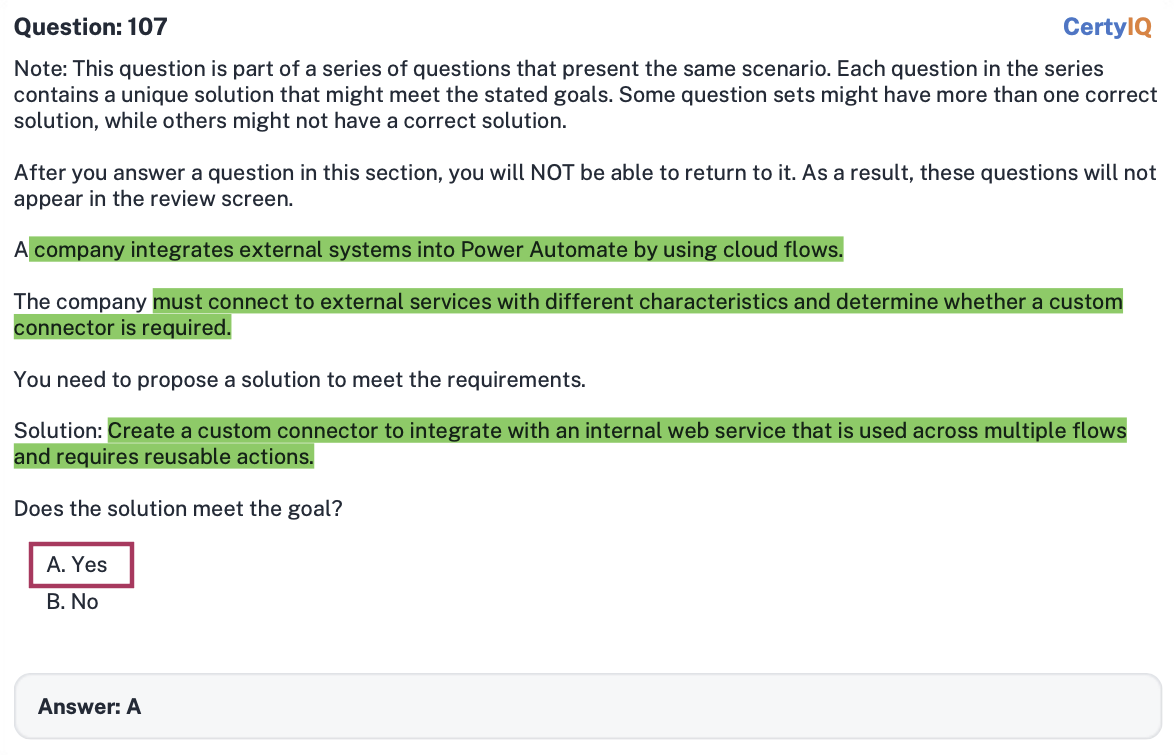 Question: 107
CertyIQ
Note: This question is part of a series of questions that present the same scenario. Each question in the series
contains a unique solution that might meet the stated goals. Some question sets might have more than one correct
solution, while others might not have a correct solution.
After you answer a question in this section, you will NOT be able to return to it. As a result, these questions will not
appear in the review screen.
A company integrates external systems into Power Automate by using cloud flows.
The company must connect to external services with different characteristics and determine whether a custom
connector is required.
You need to propose a solution to meet the requirements.
Solution: Create a custom connector to integrate with an internal web service that is used across multiple flows
and requires reusable actions.
Does the solution meet the goal?
A. Yes
B. No
Answer: A